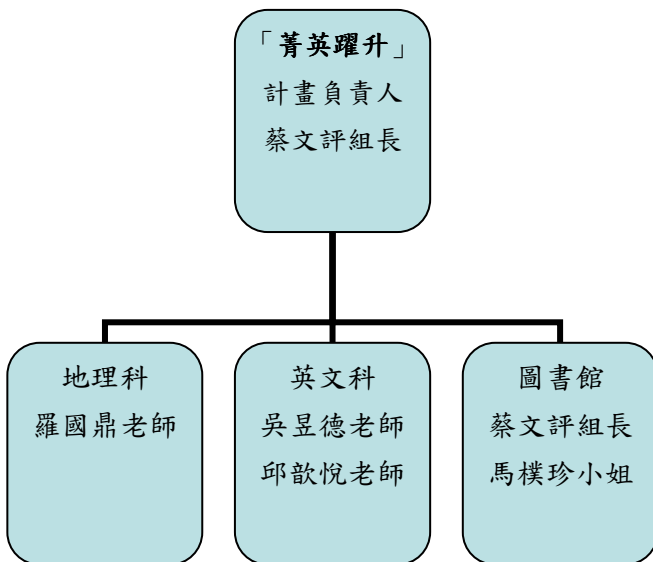 「菁英躍升」
計畫負責人
蔡文評組長
地理科
羅國鼎老師
英文科
吳昱德老師
邱歆悅老師
圖書館
蔡文評組長
馬樸珍小姐